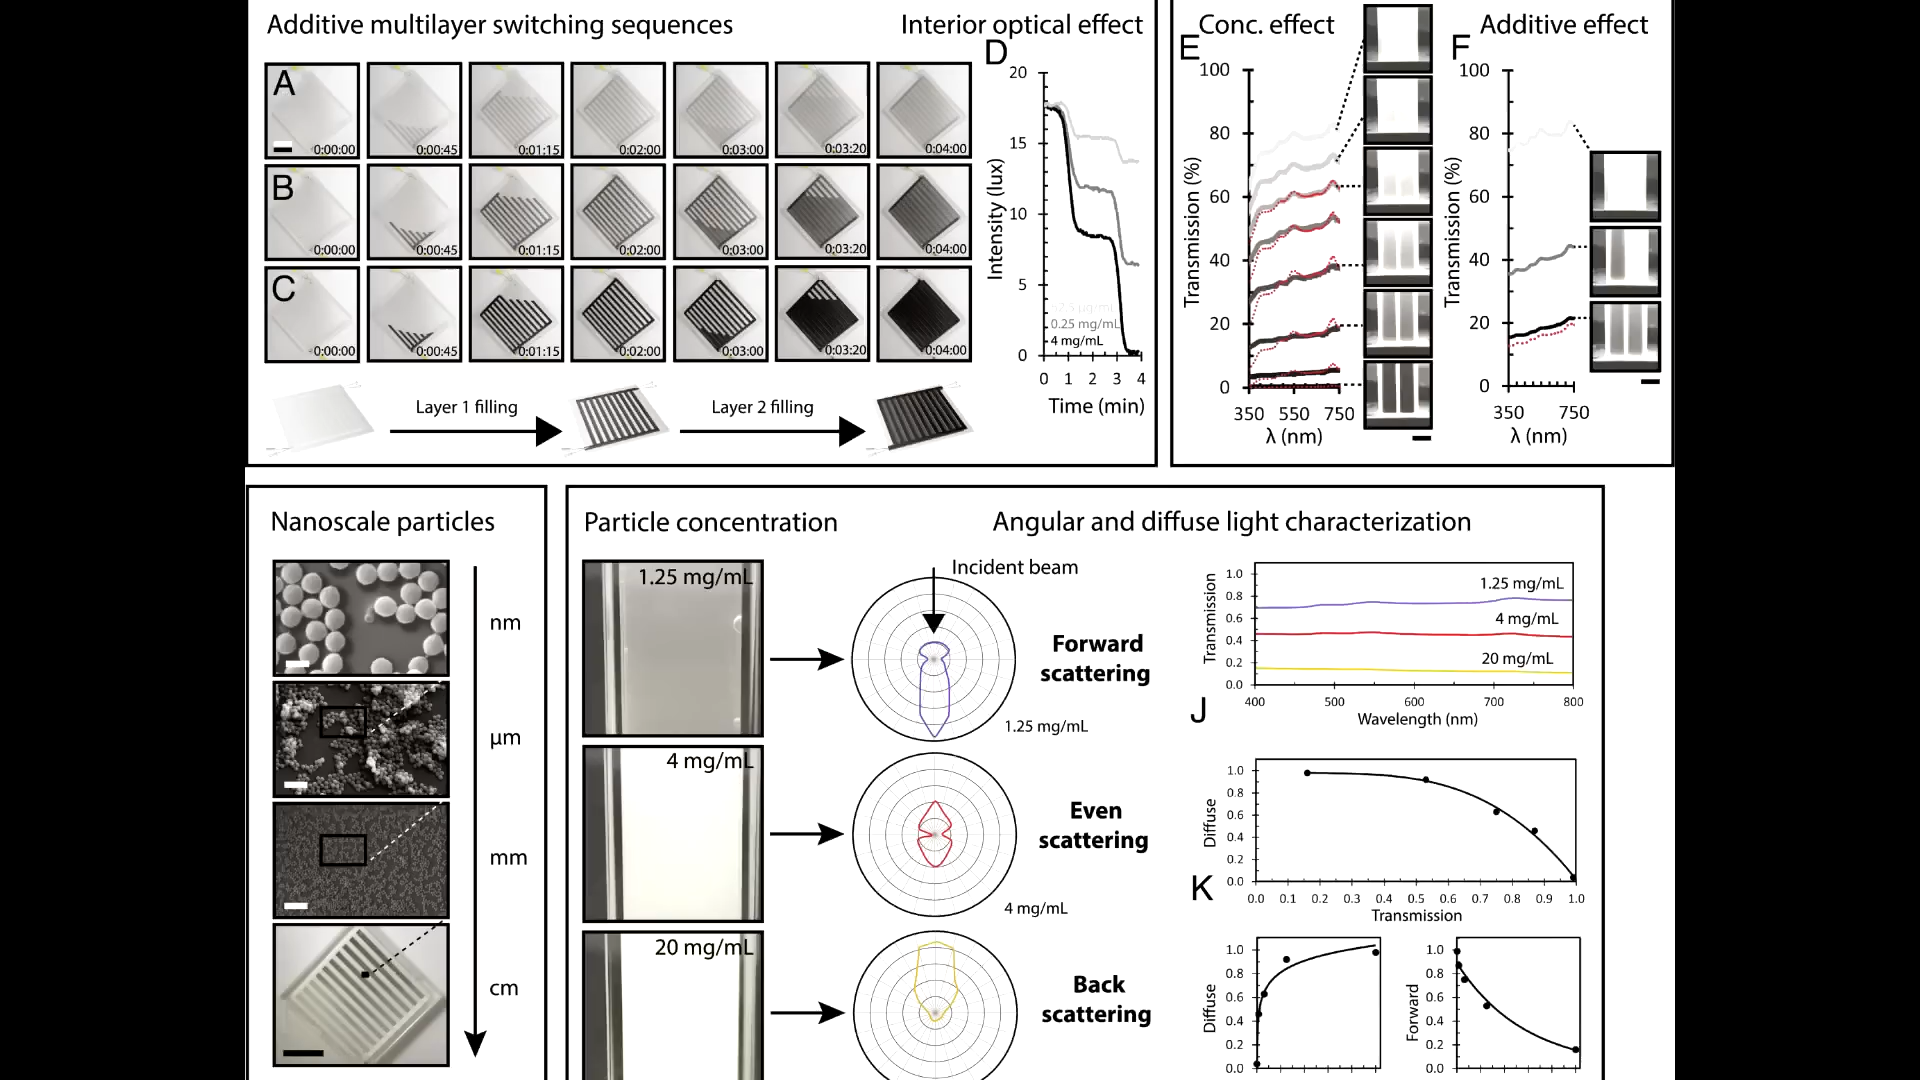 Additive multilayer switching sequences
Interior optical effect
A
0:00:00
0:00:45
0:01:15
0:02:00
0:03:00
0:03:20
0:04:00
B
0:00:00
0:00:45
0:01:15
0:02:00
0:03:00
0:03:20
0:04:00
C
0:00:00
0:00:45
0:01:15
0:02:00
0:03:00
0:03:20
0:04:00
Layer 1 filling
Layer 2 filling
D
20
15
10
5
0
Intensity (lux)
0.25 mg/mL
4 mg/mL
0 1 2 3 4
Time (min)
E
Conc. effect
100
80
60
40
20
0
Transmission (%)
350 550 750
λ (nm)
F
Additive effect
100
80
60
40
20
0
Transmission (%)
350 750
λ (nm)
Nanoscale particles
nm
μm
mm
cm
Particle concentration
1.25 mg/mL
4 mg/mL
20 mg/mL
Angular and diffuse light characterization
Incident beam
Forward
scattering
1.25 mg/mL
Even
scattering
4 mg/mL
Back
scattering
1.0
0.8
0.6
0.4
0.2
0.0
Transmission
1.25 mg/mL
4 mg/mL
20 mg/mL
400 500 600 700 800
Wavelength (nm)
J
1.0
0.8
0.6
0.4
0.2
0.0
Diffuse
0.0 0.1 0.2 0.3 0.4 0.5 0.6 0.7 0.8 0.9 1.0
Transmission
K
1.0
0.8
0.6
0.4
0.2
0.0
Diffuse
1.0
0.8
0.6
0.4
0.2
0.0
Forward